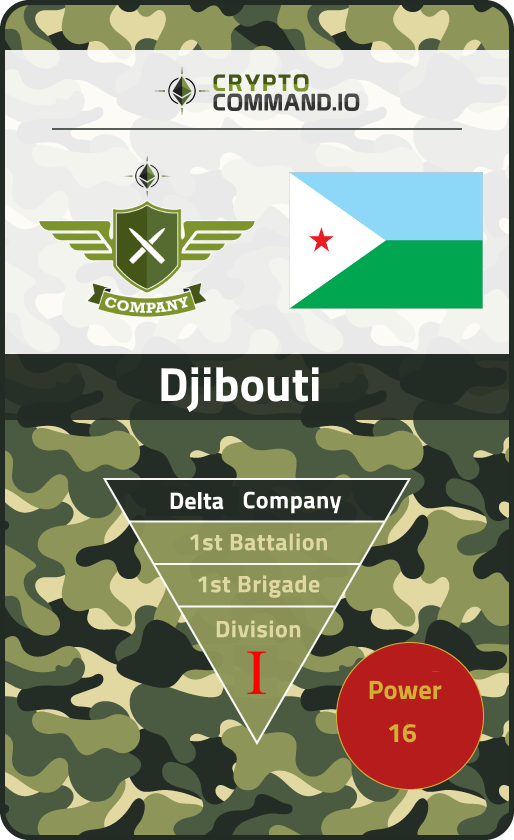 CRYPTO
COMMAND.IO
COMPANY
Djibouti
Delta Company
1st Battalion
1st Brigade
Division
I
Power
16